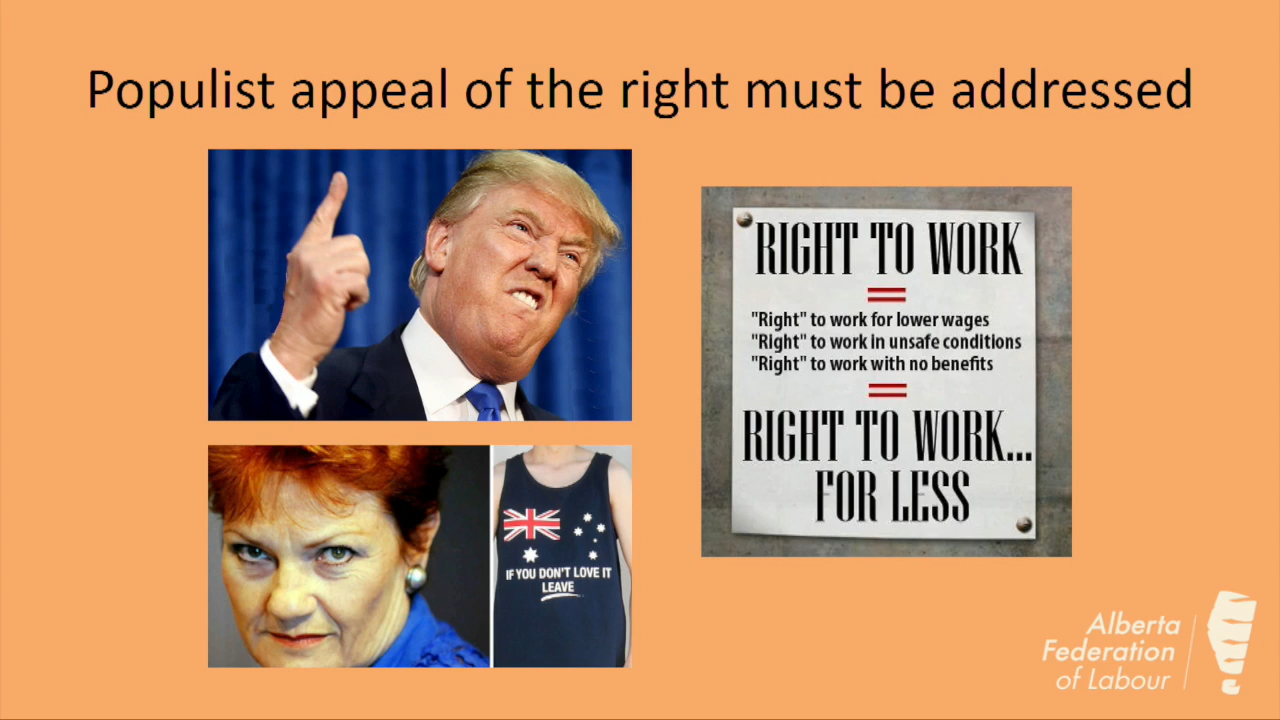 Populist appeal of the right must be addressed
RIGHT TO WORK
=
"Right" to work for lower wages
"Right" to work in unsafe conditions
"Right" to work with no benefits
=
RIGHT TO WORK...
FOR LESS
IF YOU DON'T LOVE IT
LEAVE
Alberta
Federation
of Labour